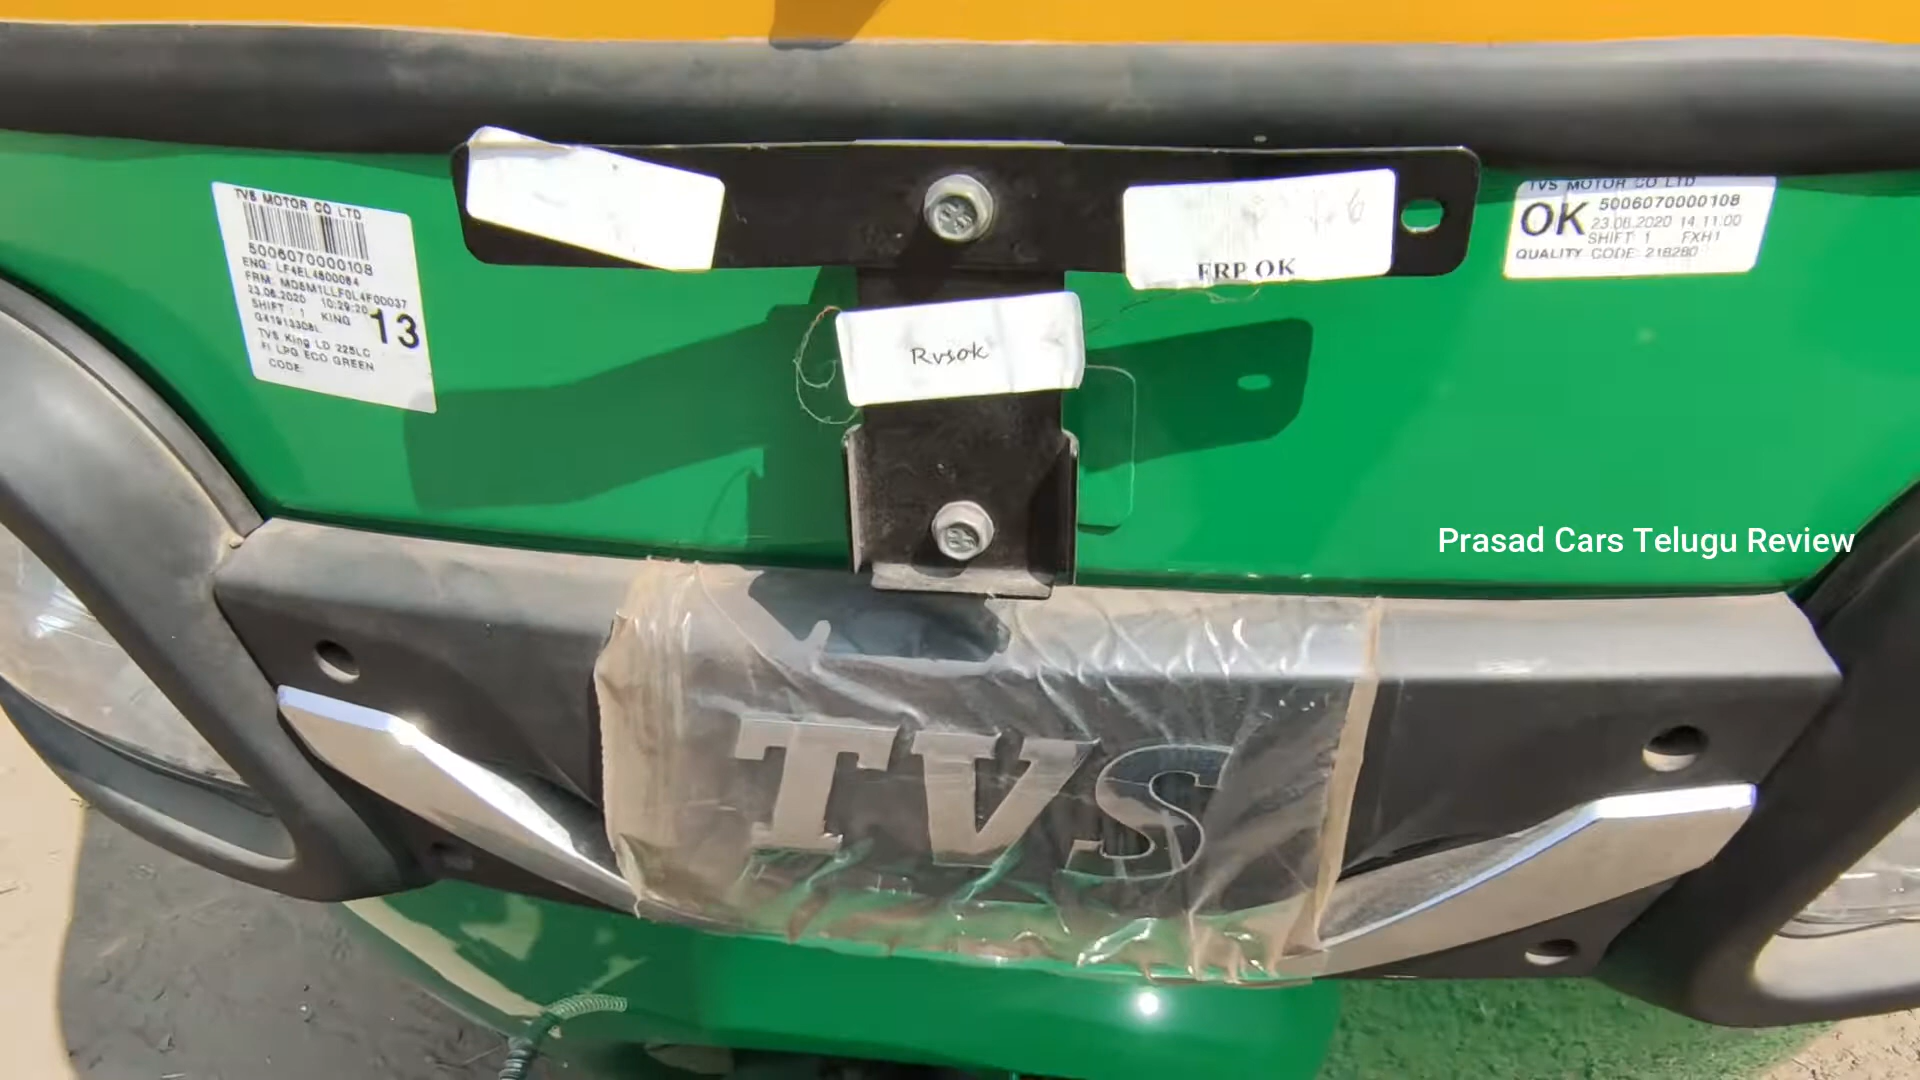 TVS MOTOR CO LTD
5006070000108
ENG: LF4EL4600084
FRM: MD6M1LLF0L4F00037
23.06.2020 10:29:20
SHIFT : 1 KING
13
TVS King LD 225LC
FI LPG ECO GREEN
CODE:
FRP OK
Rvsok
TVS MOTOR CO LTD
OK 5006070000108
23.06.2020 14.11:00
SHIFT: 1 FXH1
QUALITY CODE: 218280
Prasad Cars Telugu Review
TVS